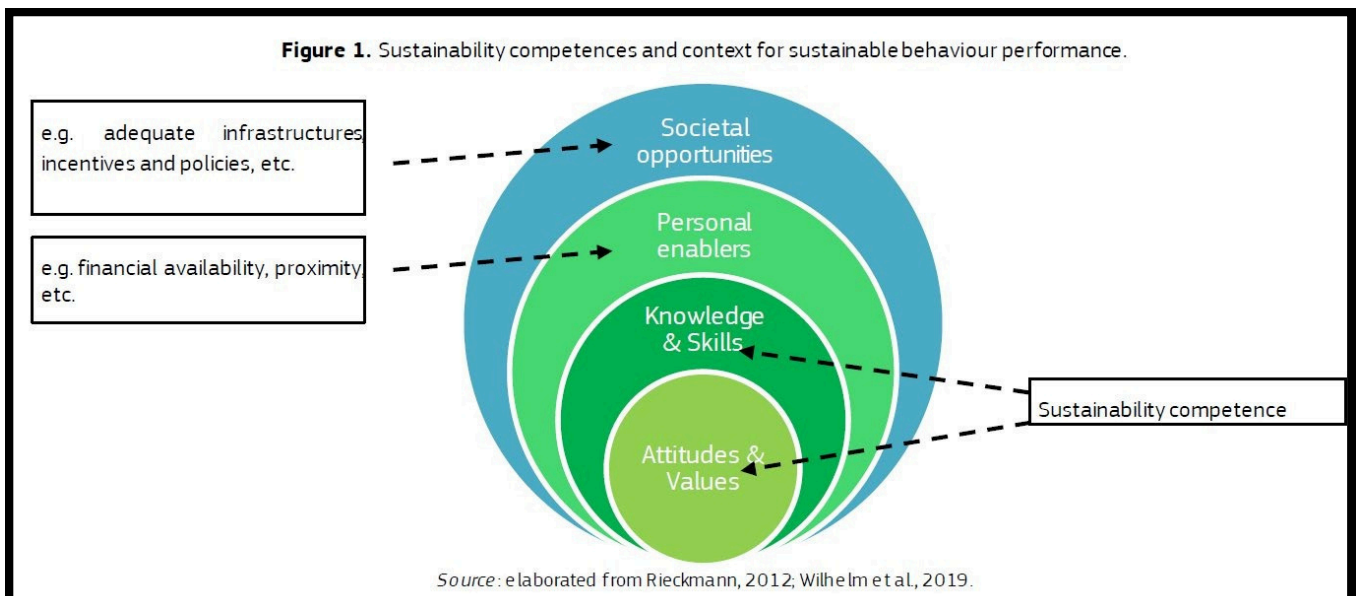 Figure 1. Sustainability competences and context for sustainable behaviour performance.
e.g. adequate infrastructures,
incentives and policies, etc.
Societal
opportunities
e.g. financial availability, proximity,
etc.
Personal
enablers
Knowledge
& Skills
Sustainability competence
Attitudes &
Values
Source: elaborated from Rieckmann, 2012; Wilhelm et al., 2019.